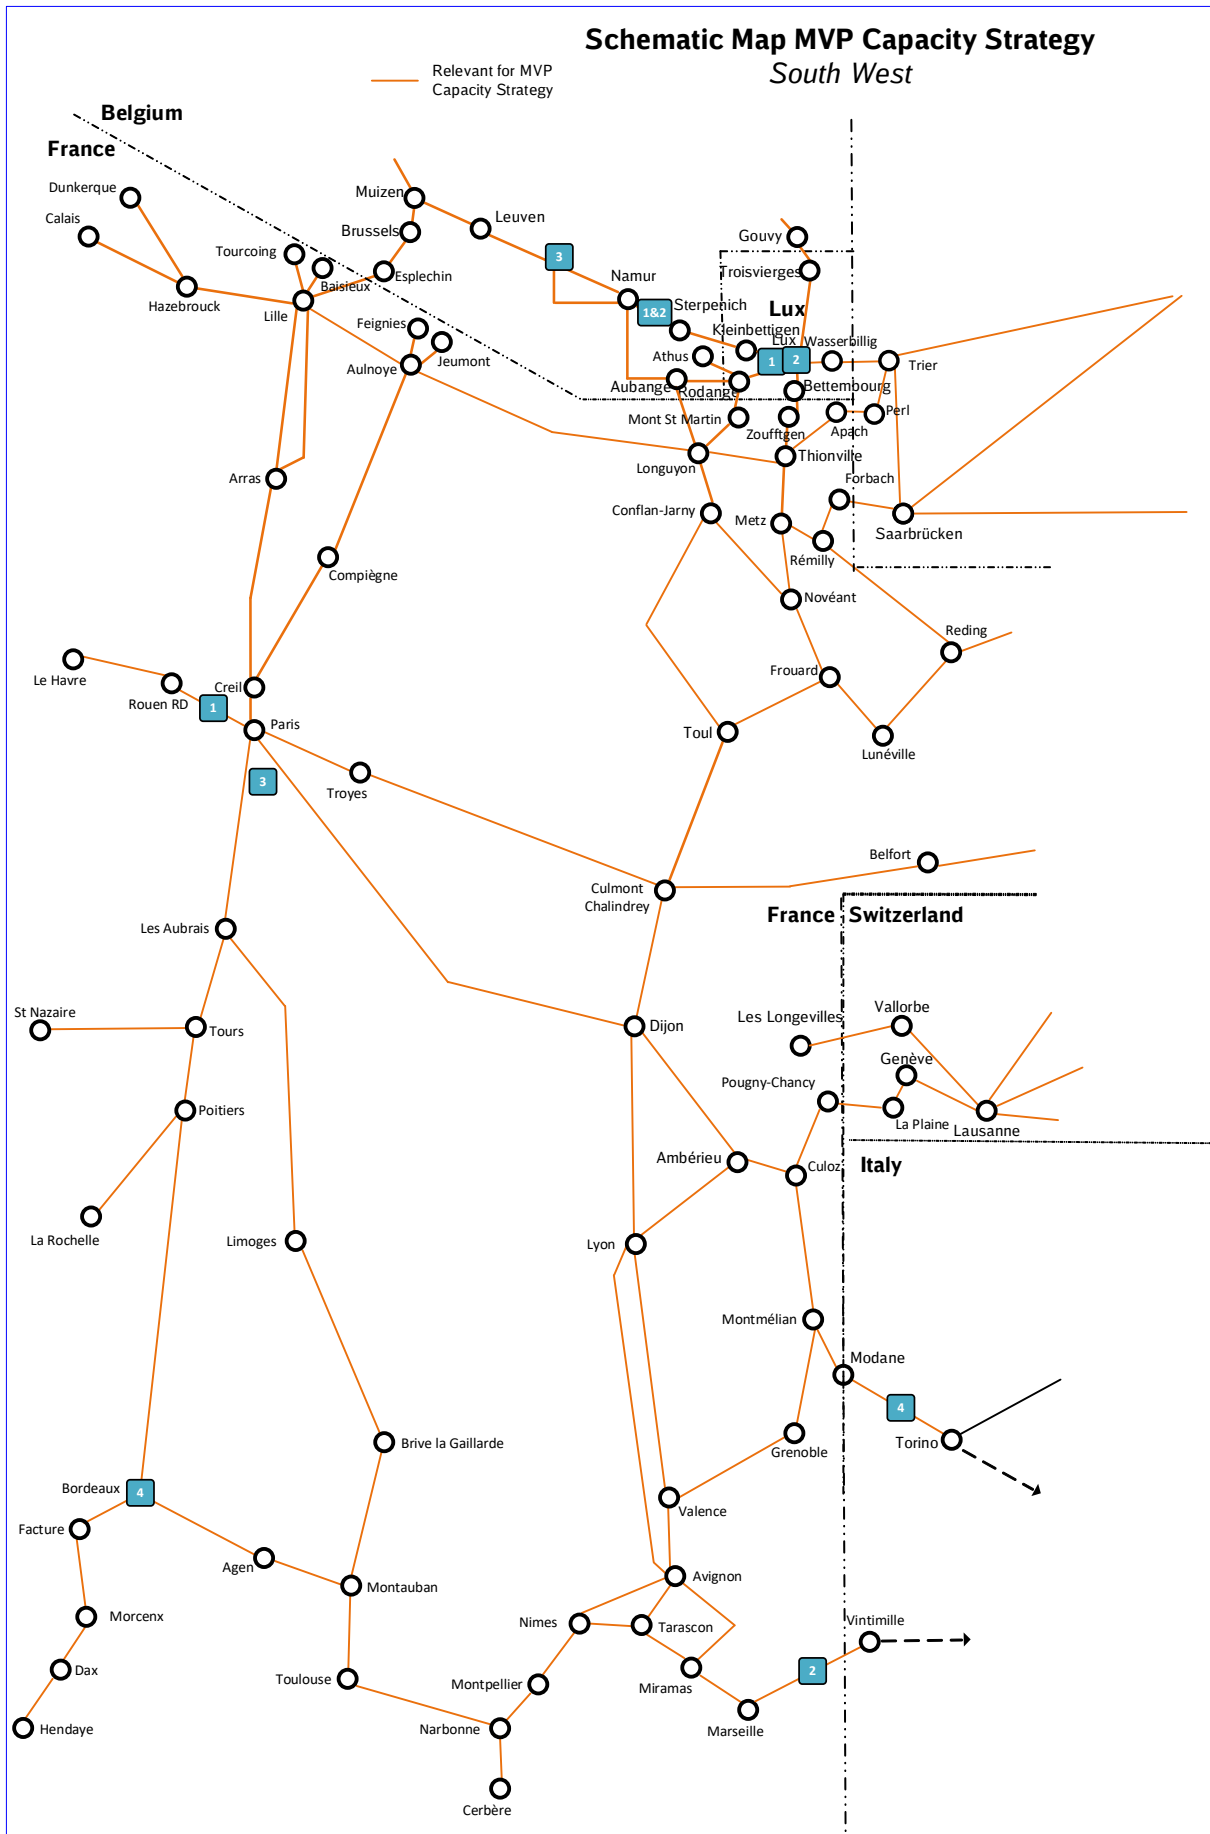 Schematic Map MVP Capacity Strategy
South West
Relevant for MVP
Capacity Strategy
Belgium
France
Dunkerque
Calais
Hazebrouck
Tourcoing
Baisieux
Lille
Muizen
Brussels
Esplechin
Leuven
3
Namur
1&2
Sterpenich
Kleinbettigen
Athus
Aubange
Rodange
Mont St Martin
Gouvy
Troisvierges
Lux
Lux
1
2
Wasserbillig
Trier
Bettembourg
Zoufftgen
Apach
Perl
Feignies
Jeumont
Aulnoye
Longuyon
Thionville
Forbach
Saarbrücken
Arras
Compiègne
Conflan-Jarny
Metz
Rémilly
Novéant
Reding
Frouard
Toul
Lunéville
Le Havre
Rouen RD
1
Creil
Paris
3
Troyes
Culmont
Chalindrey
Belfort
France
Switzerland
Les Aubrais
St Nazaire
Tours
Dijon
Les Longevilles
Vallorbe
Genève
Pougny-Chancy
La Plaine
Lausanne
Poitiers
La Rochelle
Limoges
Ambérieu
Culoz
Italy
Lyon
Montmélian
Modane
4
Torino
Grenoble
Brive la Gaillarde
Bordeaux
4
Facture
Agen
Montauban
Valence
Avignon
Morcenx
Dax
Hendaye
Toulouse
Nimes
Tarascon
Montpellier
Miramas
Vintimille
2
Marseille
Narbonne
Cerbère